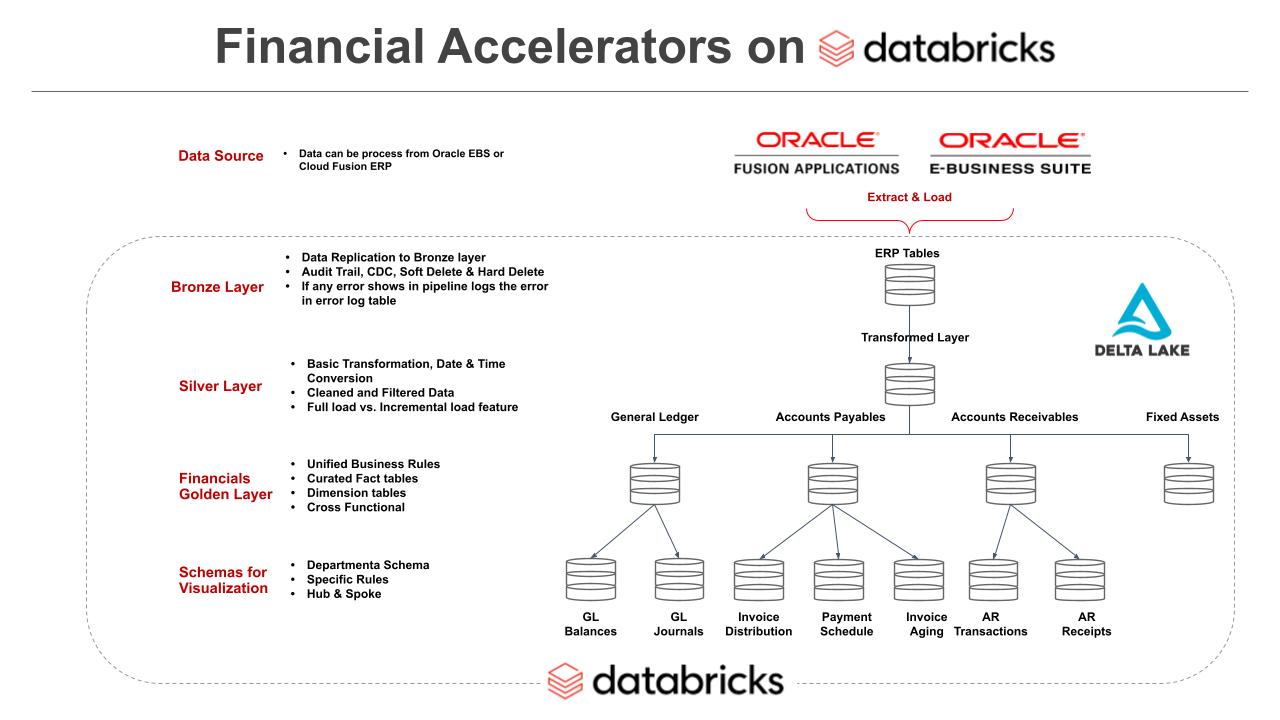 Financial Accelerators on databricks
Data Source
• Data can be process from Oracle EBS or
Cloud Fusion ERP
ORACLE
FUSION APPLICATIONS
ORACLE
E-BUSINESS SUITE
Extract & Load
Bronze Layer
• Data Replication to Bronze layer
• Audit Trail, CDC, Soft Delete & Hard Delete
• If any error shows in pipeline logs the error
in error log table
ERP Tables
DELTA LAKE
Transformed Layer
Silver Layer
• Basic Transformation, Date & Time
Conversion
• Cleaned and Filtered Data
• Full load vs. Incremental load feature
General Ledger
Accounts Payables
Accounts Receivables
Fixed Assets
Financials
Golden Layer
• Unified Business Rules
• Curated Fact tables
• Dimension tables
• Cross Functional
Schemas for
Visualization
• Departmenta Schema
• Specific Rules
• Hub & Spoke
GL
Balances
GL
Journals
Invoice
Distribution
Payment
Schedule
Invoice
Aging
AR
Transactions
AR
Receipts
databricks